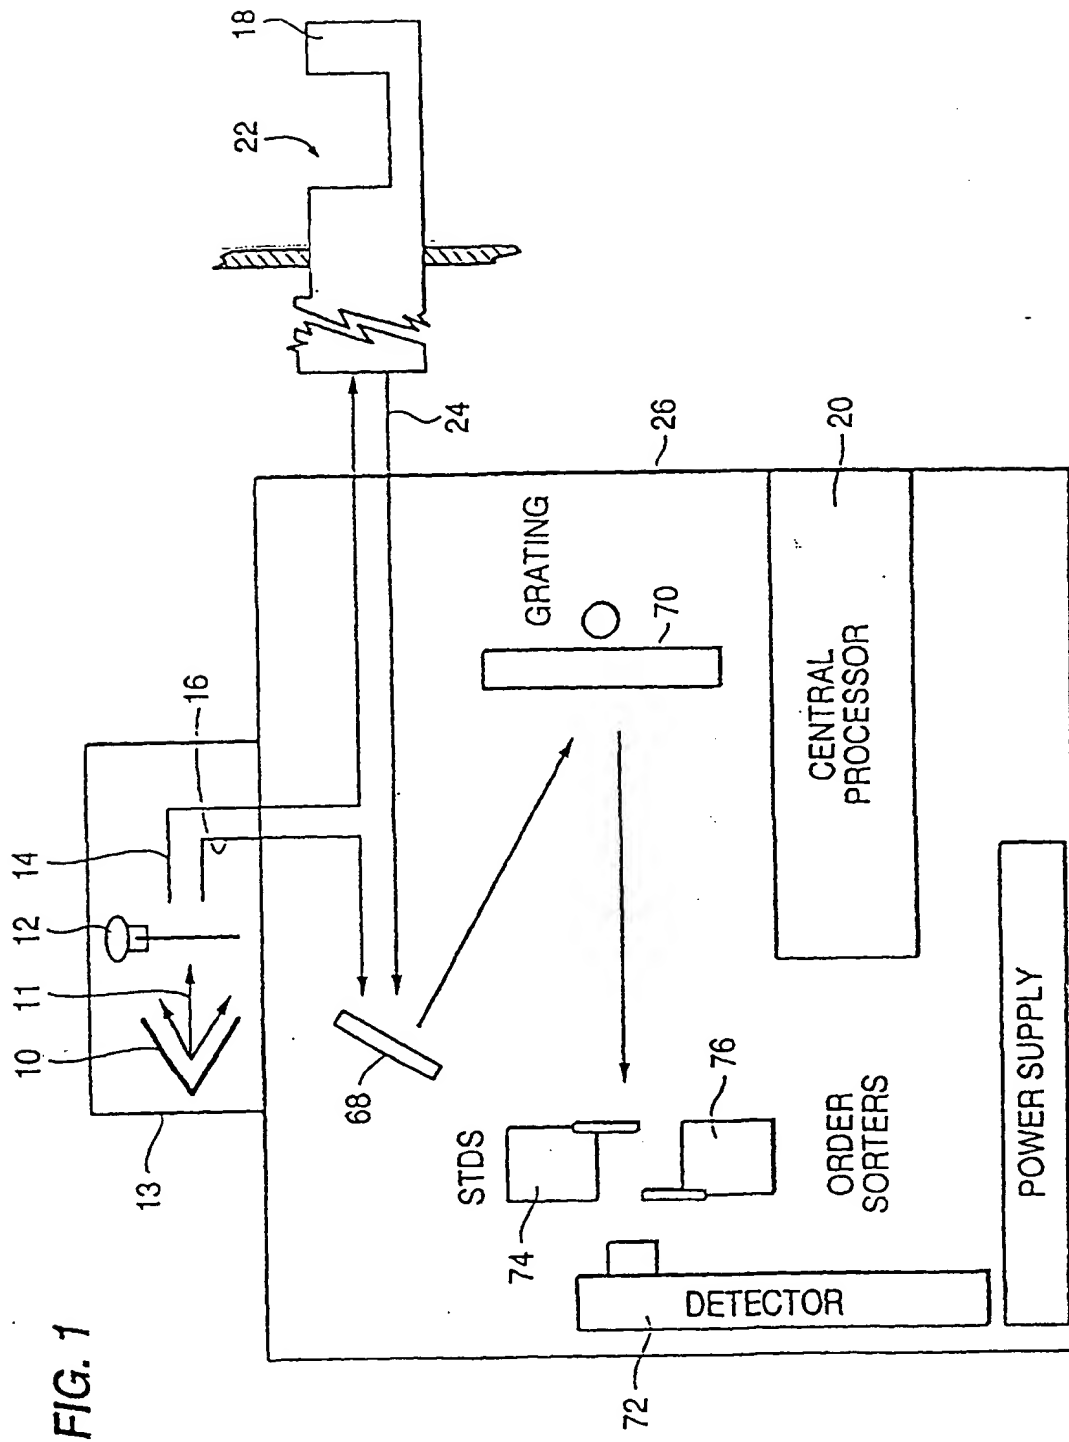 FIG. 1
13
10
11
12
14
16
18
22
24
26
68
GRATING
70
STDS
74
76
ORDER
SORTERS
CENTRAL
PROCESSOR
20
72
DETECTOR
POWER SUPPLY